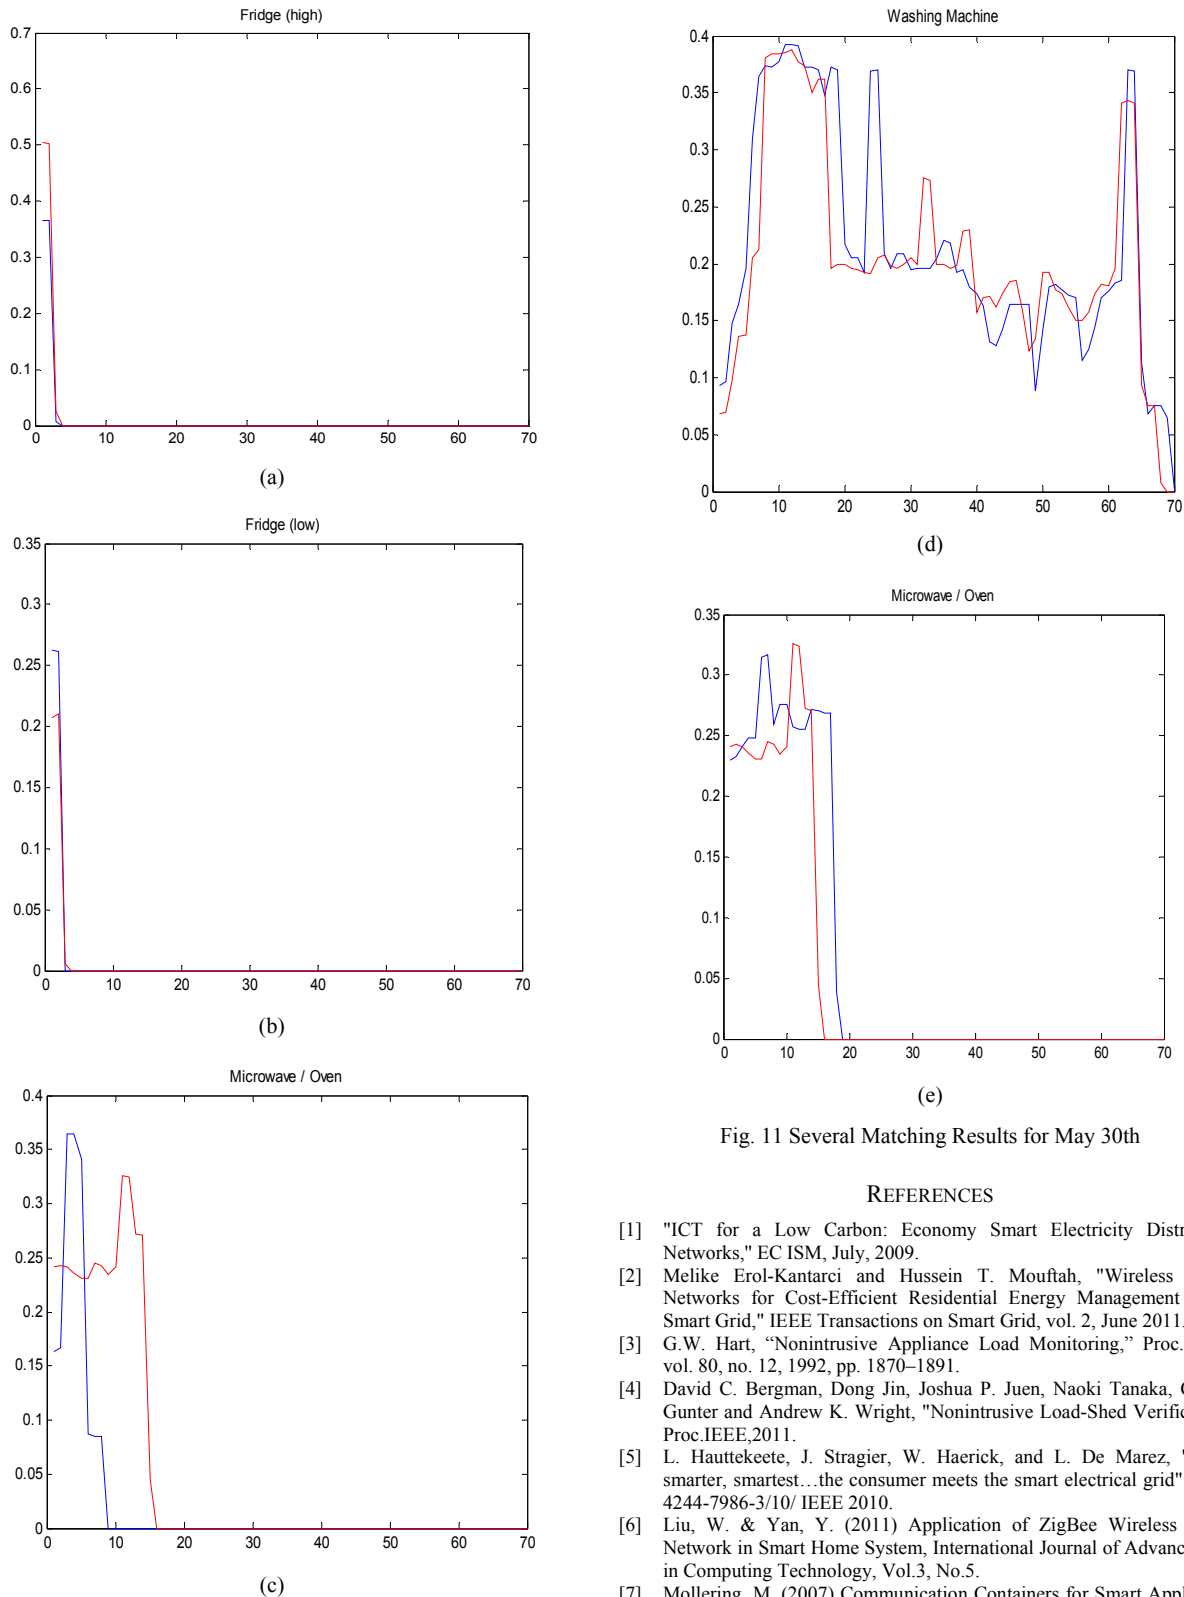 Fridge (high)
0.7
0.6
0.5
0.4
0.3
0.2
0.1
0
0 10 20 30 40 50 60 70
(a)
Fridge (low)
0.35
0.3
0.25
0.2
0.15
0.1
0.05
0
0 10 20 30 40 50 60 70
(b)
Microwave / Oven
0.4
0.35
0.3
0.25
0.2
0.15
0.1
0.05
0
0 10 20 30 40 50 60 70
(c)
Washing Machine
0.4
0.35
0.3
0.25
0.2
0.15
0.1
0.05
0
0 10 20 30 40 50 60 70
(d)
Microwave / Oven
0.35
0.3
0.25
0.2
0.15
0.1
0.05
0
0 10 20 30 40 50 60 70
(e)
Fig. 11 Several Matching Results for May 30th
REFERENCES
[1] "ICT for a Low Carbon: Economy Smart Electricity Distr
Networks," EC ISM, July, 2009.
[2] Melike Erol-Kantarci and Hussein T. Mouftah, "Wireless
Networks for Cost-Efficient Residential Energy Management
Smart Grid," IEEE Transactions on Smart Grid, vol. 2, June 2011.
[3] G.W. Hart, “Nonintrusive Appliance Load Monitoring,” Proc.
vol. 80, no. 12, 1992, pp. 1870–1891.
[4] David C. Bergman, Dong Jin, Joshua P. Juen, Naoki Tanaka,
Gunter and Andrew K. Wright, "Nonintrusive Load-Shed Verific
Proc.IEEE,2011.
[5] L. Hauttekeete, J. Stragier, W. Haerick, and L. De Marez, "
smarter, smartest…the consumer meets the smart electrical grid"
4244-7986-3/10/ IEEE 2010.
[6] Liu, W. & Yan, Y. (2011) Application of ZigBee Wireless
Network in Smart Home System, International Journal of Advanc
in Computing Technology, Vol.3, No.5.
[7] Mollering, M. (2007) Communication Containers for Smart Appl